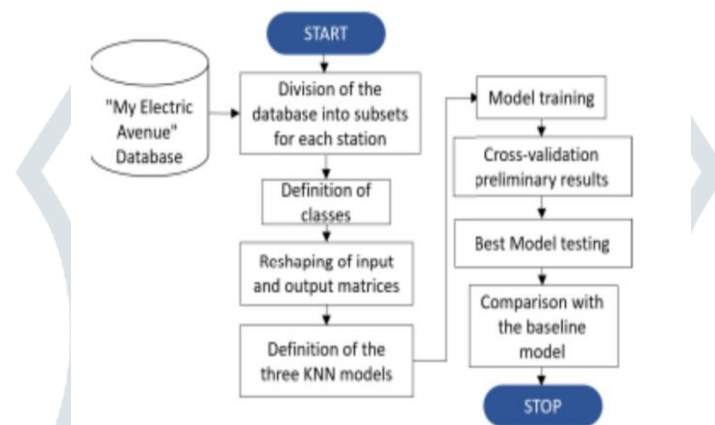 START
"My Electric
Avenue"
Database
Division of the
database into subsets
for each station
Definition of
classes
Reshaping of input
and output matrices
Definition of the
three KNN models
Model training
Cross-validation
preliminary results
Best Model testing
Comparison with
the baseline
model
STOP